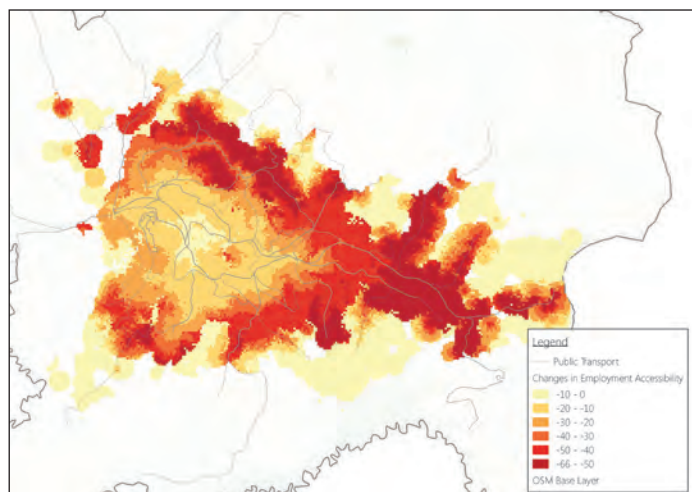 Legend
Public Transport
Changes in Employment Accessibility
-10 - 0
-20 - -10
-30 - -20
-40 - -30
-50 - -40
-66 - -50
OSM Base Layer